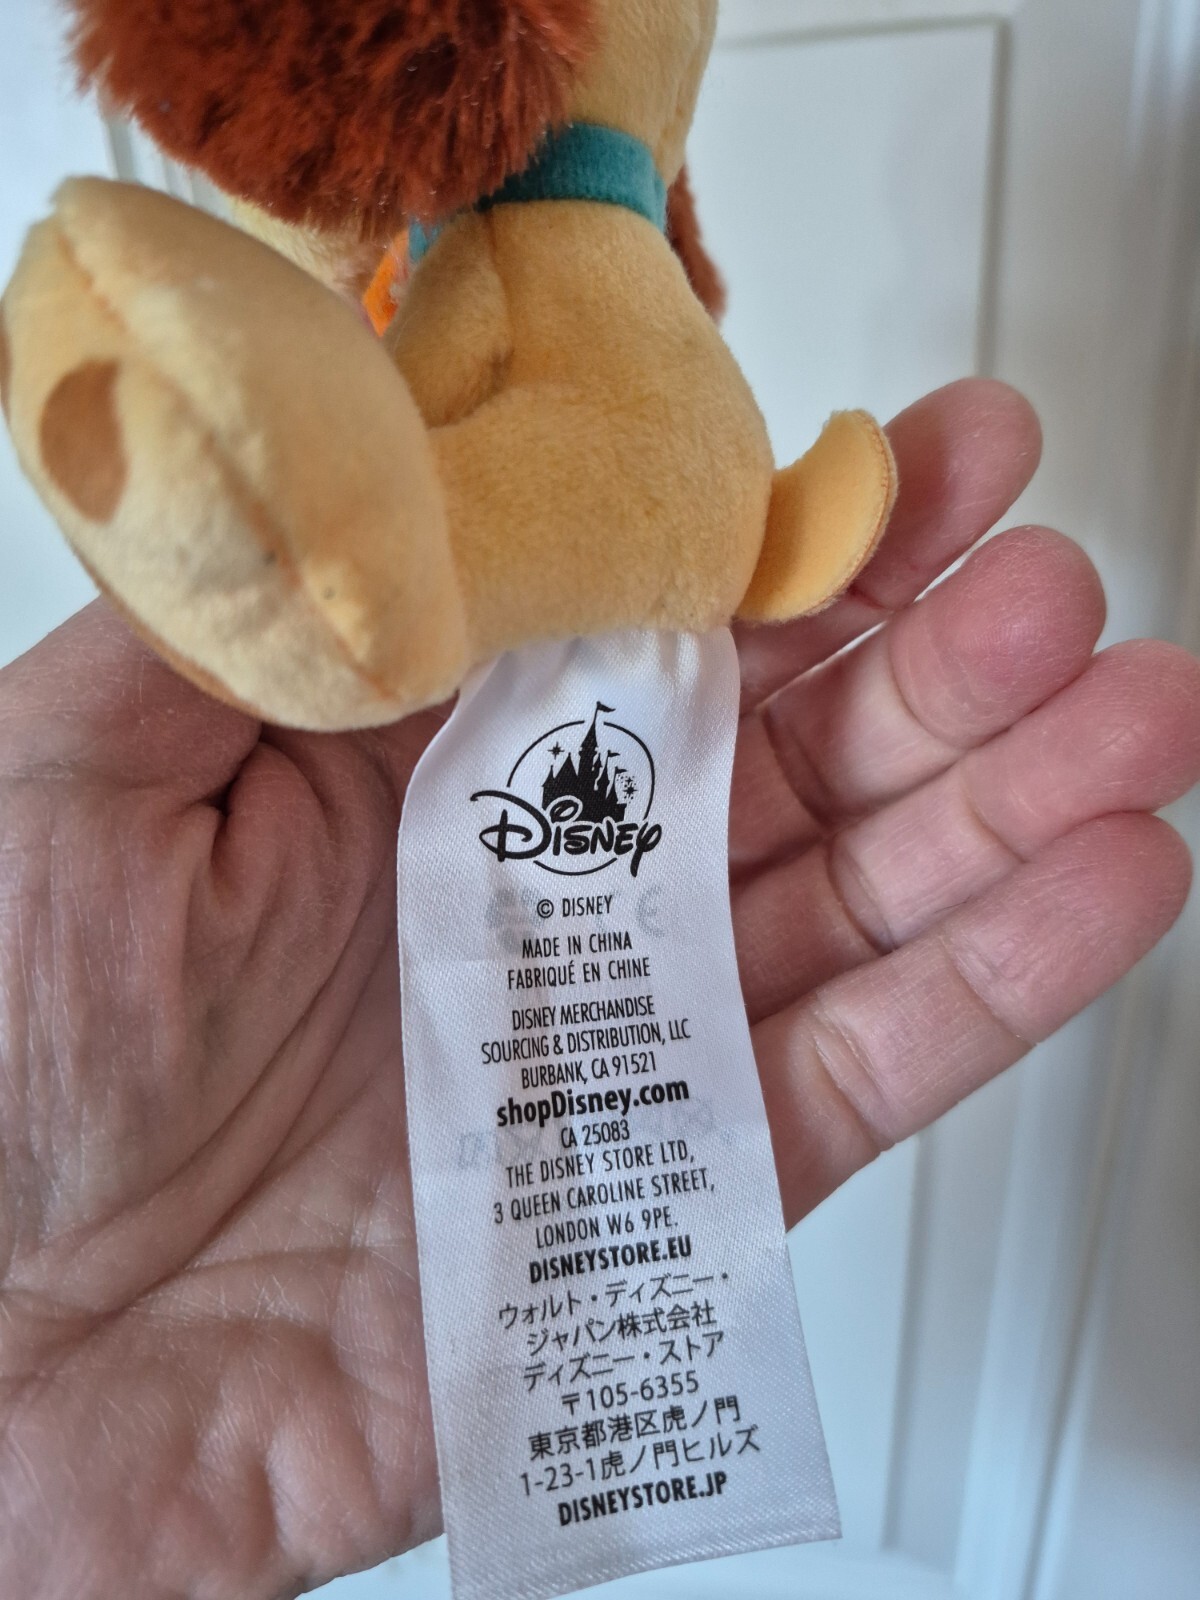 Disney
© DISNEY
MADE IN CHINA
FABRIQUÉ EN CHINE
DISNEY MERCHANDISE
SOURCING & DISTRIBUTION, LLC
BURBANK, CA 91521
shopDisney.com
CA 25083
THE DISNEY STORE LTD,
3 QUEEN CAROLINE STREET,
LONDON W6 9PE.
DISNEYSTORE.EU
ウォルト・ディズニー・
ジャパン株式会社
ディズニー・ストア
〒105-6355
東京都港区虎ノ門
1-23-1虎ノ門ヒルズ
DISNEYSTORE.JP